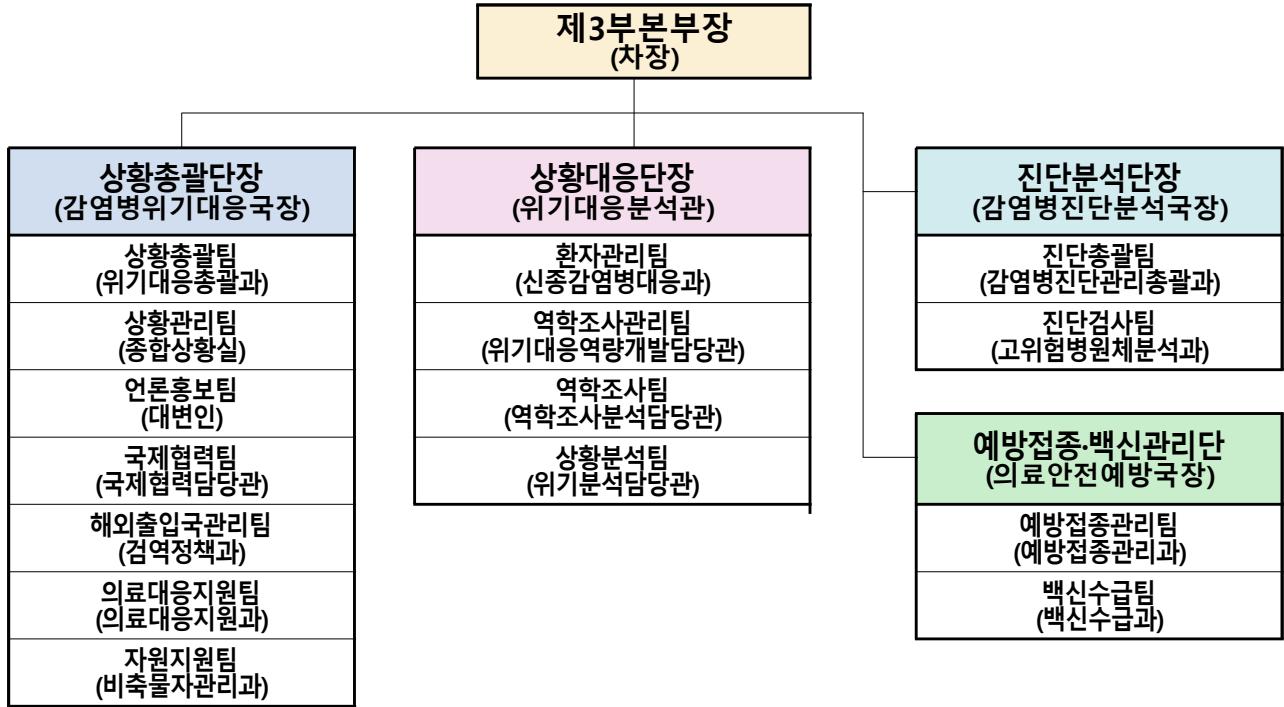 제3부본부장
(차장)
상황총괄단장
(감염병위기대응국장)
상황총괄팀
(위기대응총괄과)
상황관리팀
(종합상황실)
언론홍보팀
(대변인)
국제협력팀
(국제협력담당관)
해외출입국관리팀
(검역정책과)
의료대응지원팀
(의료대응지원과)
자원지원팀
(비축물자관리과)
상황대응단장
(위기대응분석관)
환자관리팀
(신종감염병대응과)
역학조사관리팀
(위기대응역량개발담당관)
역학조사팀
(역학조사분석담당관)
상황분석팀
(위기분석담당관)
진단분석단장
(감염병진단분석국장)
진단총괄팀
(감염병진단관리총괄과)
진단검사팀
(고위험병원체분석과)
예방접종·백신관리단
(의료안전예방국장)
예방접종관리팀
(예방접종관리과)
백신수급팀
(백신수급과)